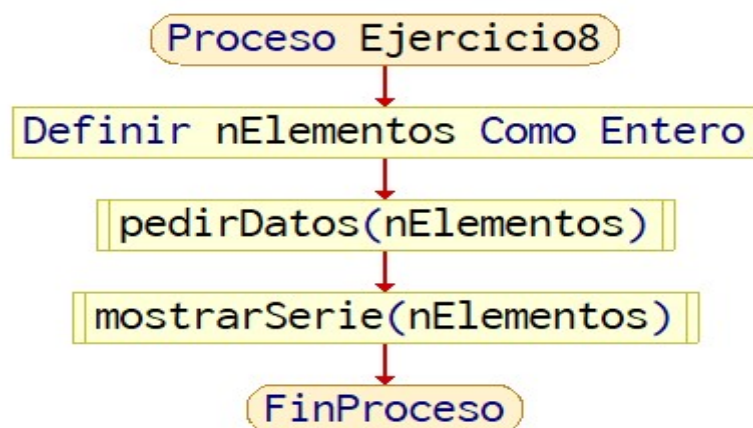 Proceso Ejercicio8
Definir nElementos Como Entero
pedirDatos(nElementos)
mostrarSerie(nElementos)
FinProceso